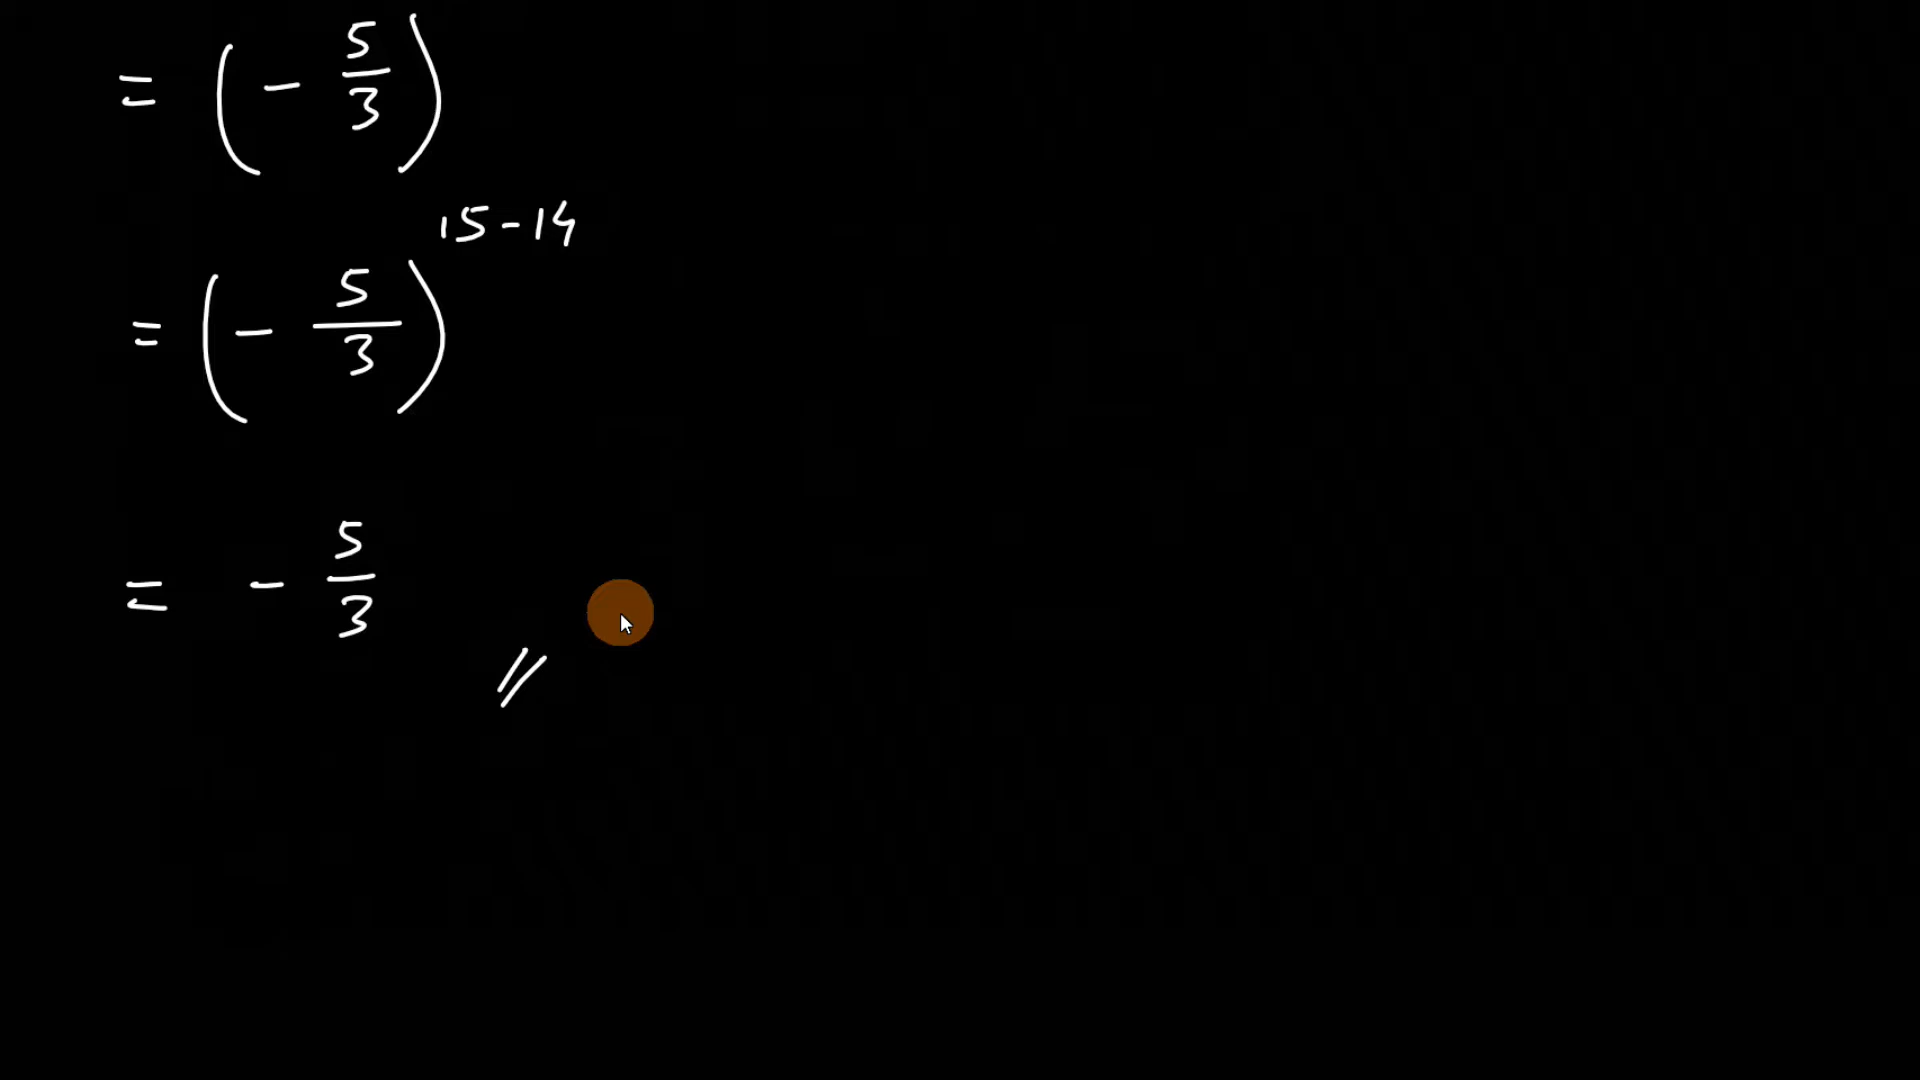 = (- 5/3)
= (- 5/3)^15-14
= - 5/3 //